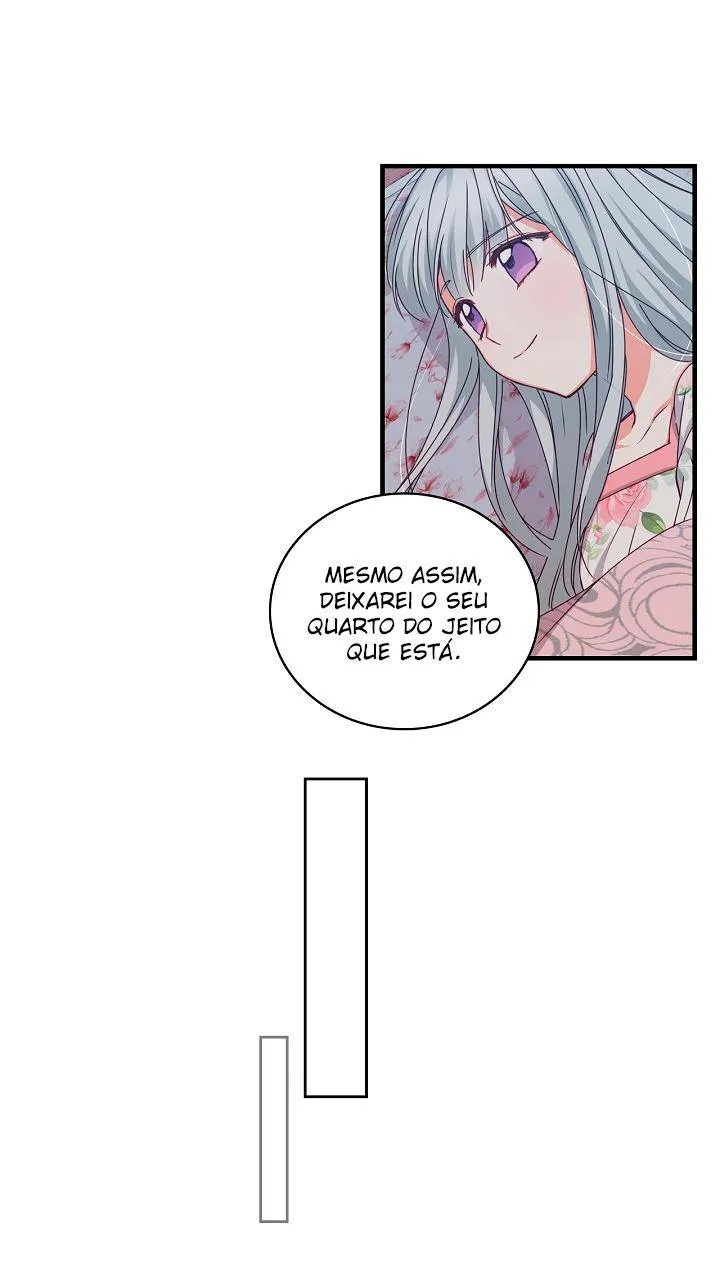 MESMO ASSIM,
DEIXAREI O SEU
QUARTO DO JEITO
QUE ESTÁ.